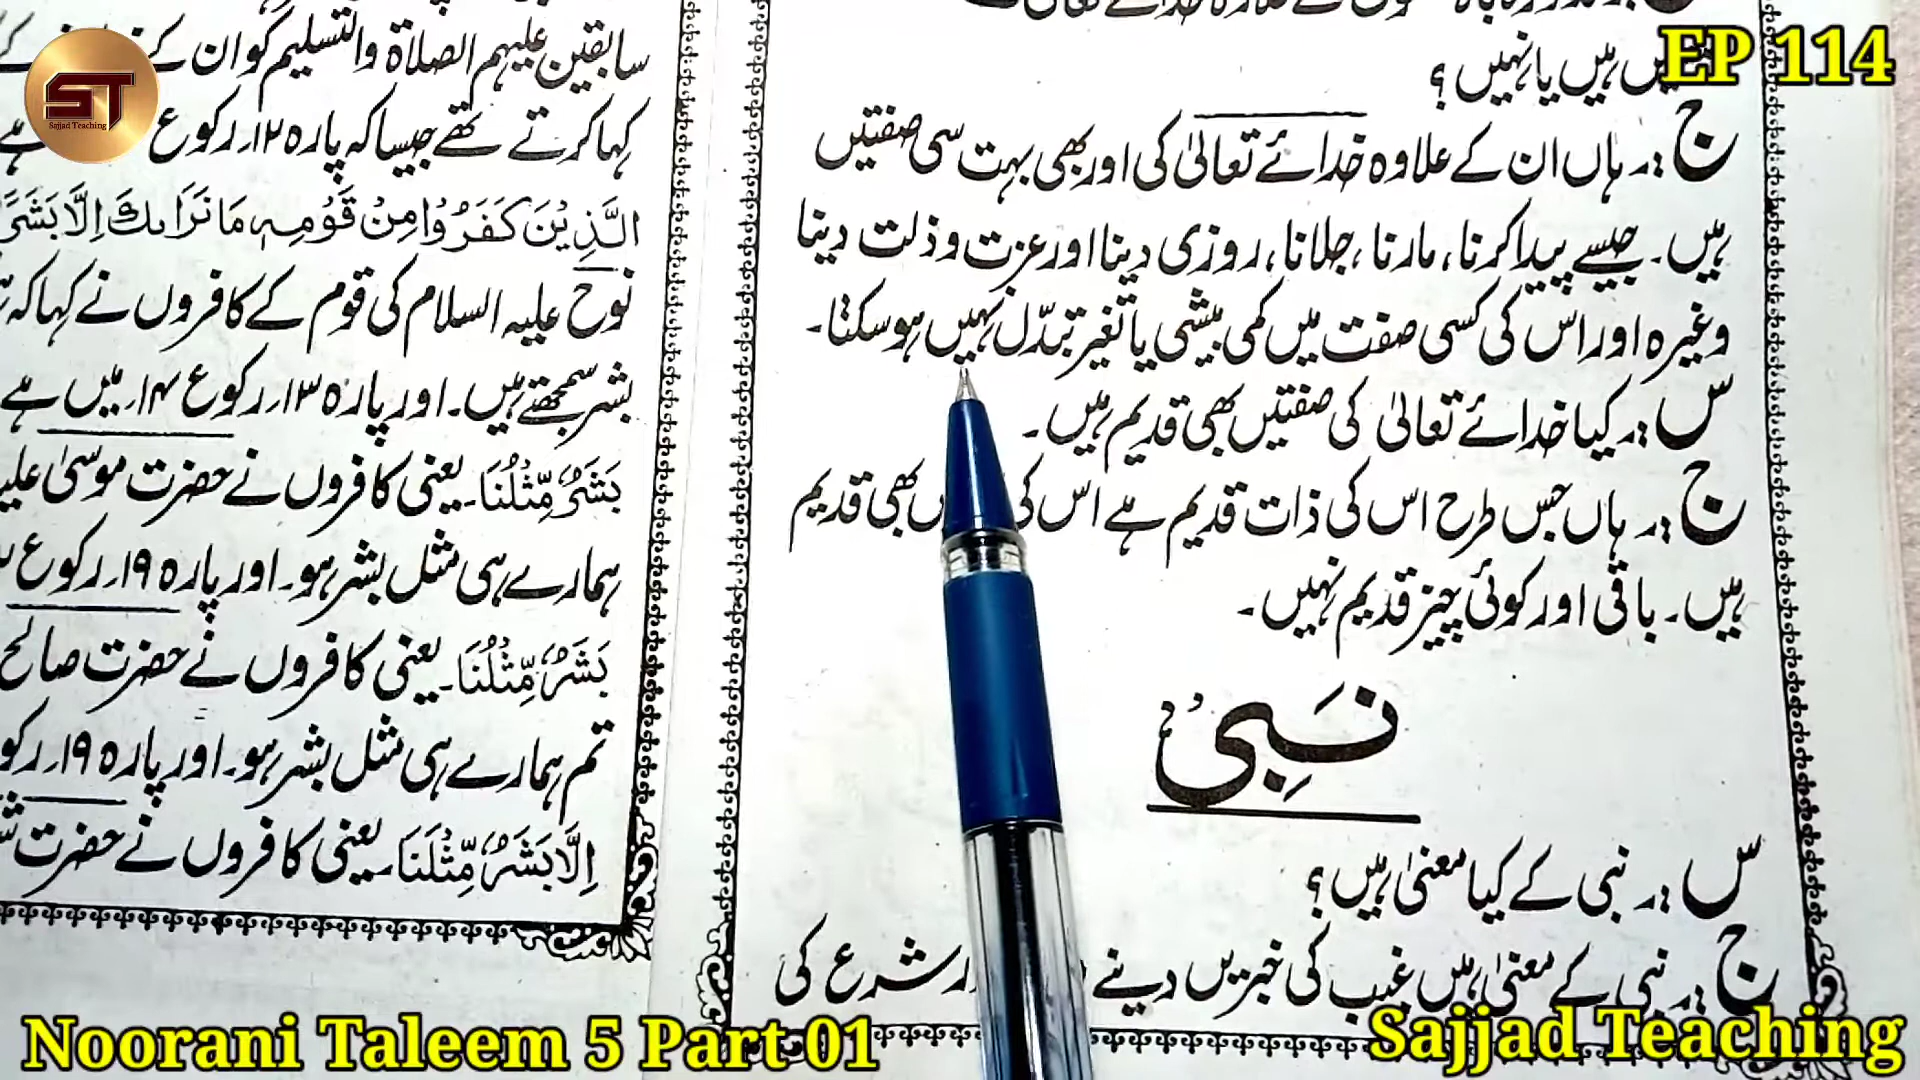 EP 114
ہیں یا نہیں ؟
ج :۔ ہاں ان کے علاوہ خدائے تعالیٰ کی اور بھی بہت سی صفتیں
ہیں ۔ جیسے پیدا کرنا، مارنا، جلانا، روزی دینا اور عزت و ذلت دینا
وغیرہ اور اس کی کسی صفت میں کمی بیشی یا تغیر تبدّل نہیں ہو سکتا۔
س :۔ کیا خدائے تعالیٰ کی صفتیں بھی قدیم ہیں ۔
ج :۔ ہاں جس طرح اس کی ذات قدیم ہے اس کی بھی قدیم
ہیں ۔ باقی اور کوئی چیز قدیم نہیں ۔
نَبِیُّ
س :۔ نبی کے کیا معنیٰ ہیں ؟
ج :۔ نبی کے معنیٰ ہیں غیب کی خبریں دینے شرع کی
ST
Sajjad Teaching
سابقین علیہم الصلاۃ والتسلیم کو ان کے
کہا کرتے تھے جیسا کہ پارہ ۱۲؍ رکوع ہے
الَّذِیْنَ کَفَرُوْا مِنْ قَوْمِہٖ مَا نَرَاىكَ اِلَّا بَشَرًا
نوح علیہ السلام کی قوم کے کافروں نے کہا کہ
بشر سمجھتے ہیں ۔ اور پارہ ۱۳؍ رکوع ۱۴؍ میں ہے
بَشَرٌ مِّثْلُنَا ۔ یعنی کافروں نے حضرت موسیٰ
ہمارے ہی مثل بشر ہو ۔ اور پارہ ۱۹؍ رکوع
بَشَرٌ مِّثْلُنَا ۔ یعنی کافروں نے حضرت صالح
تم ہمارے ہی مثل بشر ہو ۔ اور پارہ ۱۹؍
اِلَّا بَشَرٌ مِّثْلُنَا ۔ یعنی کافروں نے حضرت
Noorani Taleem 5 Part 01
Sajjad Teaching